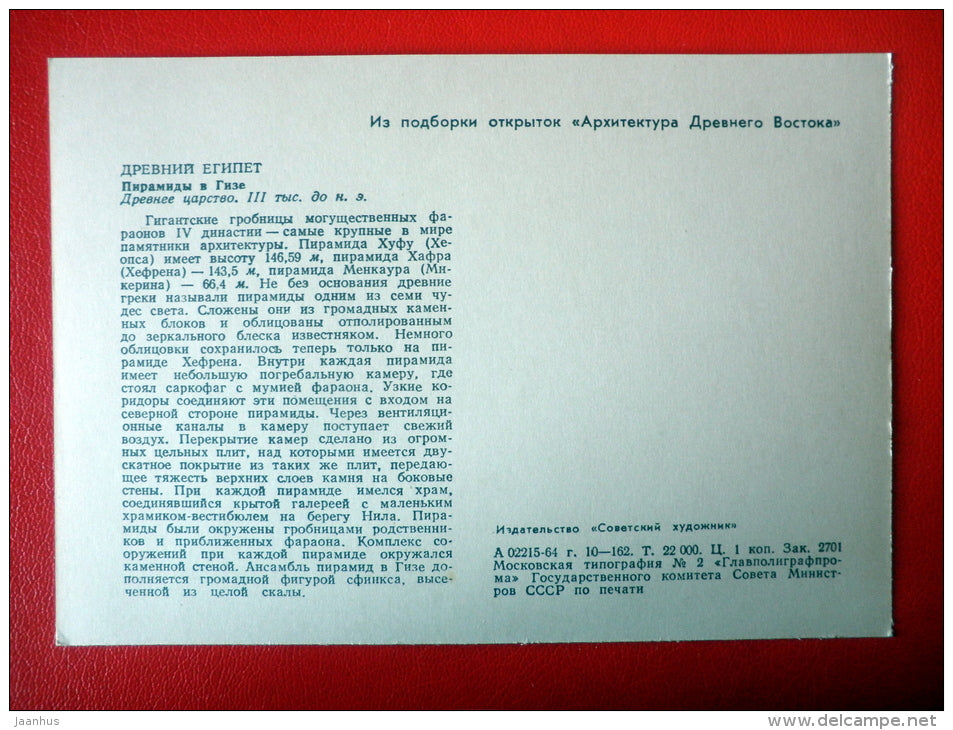 Из подборки открыток «Архитектура Древнего Востока»
ДРЕВНИЙ ЕГИПЕТ
Пирамиды в Гизе
Древнее царство. III тыс. до н. э.
Гигантские гробницы могущественных фа-
раонов IV династии — самые крупные в мире
памятники архитектуры. Пирамида Хуфу (Хе-
опса) имеет высоту 146,59 м, пирамида Хафра
(Хефрена) — 143,5 м, пирамида Менкаура (Ми-
керина) — 66,4 м. Не без основания древние
греки называли пирамиды одним из семи чу-
дес света. Сложены они из громадных камен-
ных блоков и облицованы отполированным
до зеркального блеска известняком. Немного
облицовки сохранилось теперь только на пи-
рамиде Хефрена. Внутри каждая пирамида
имеет небольшую погребальную камеру, где
стоял саркофаг с мумией фараона. Узкие ко-
ридоры соединяют эти помещения с входом на
северной стороне пирамиды. Через вентиляци-
онные каналы в камеру поступает свежий
воздух. Перекрытие камер сделано из огром-
ных цельных плит, над которыми имеется дву-
скатное покрытие из таких же плит, передаю-
щее тяжесть верхних слоев камня на боковые
стены. При каждой пирамиде имелся храм,
соединявшийся крытой галереей с маленьким
храмиком-вестибюлем на берегу Нила. Пира-
миды были окружены гробницами родственни-
ков и приближенных фараона. Комплекс со-
оружений при каждой пирамиде окружался
каменной стеной. Ансамбль пирамид в Гизе до-
полняется громадной фигурой сфинкса, высе-
ченной из целой скалы.
Издательство «Советский художник»
А 02215-64 г. 10—162. Т. 22 000. Ц. 1 коп. Зак. 2701
Московская типография № 2 «Главполиграфпро-
ма» Государственного комитета Совета Минист-
ров СССР по печати
jaanhus
www.delcampe.net